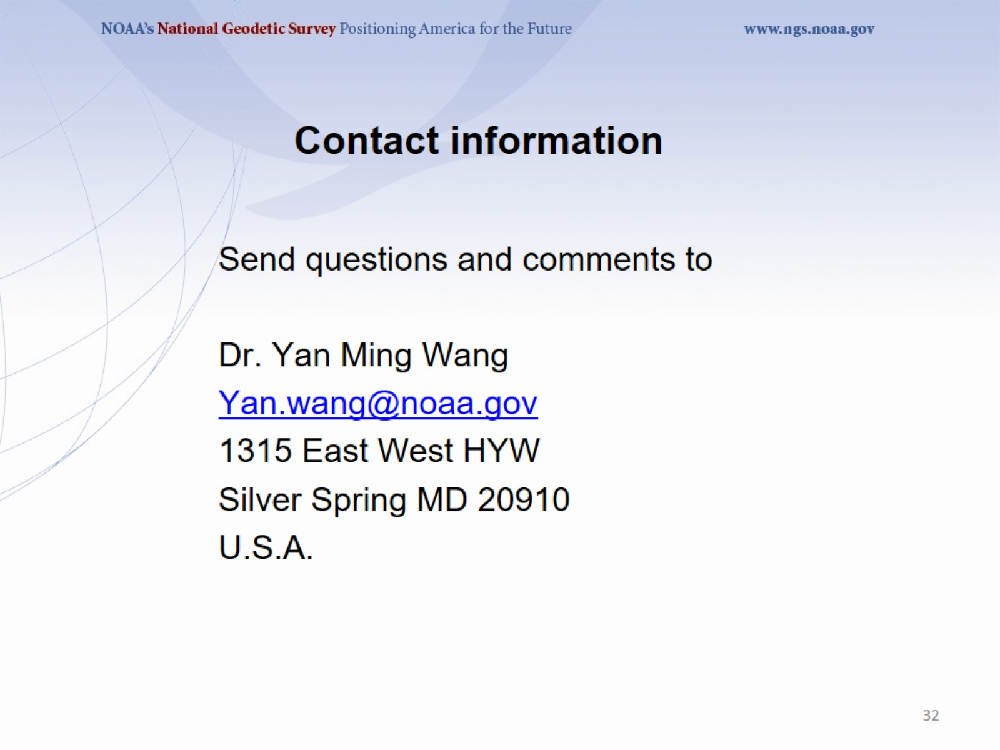 NOAA's National Geodetic Survey Positioning America for the Future www.ngs.noaa.gov
Contact information
Send questions and comments to
Dr. Yan Ming Wang
Yan.wang@noaa.gov
1315 East West HYW
Silver Spring MD 20910
U.S.A.
32